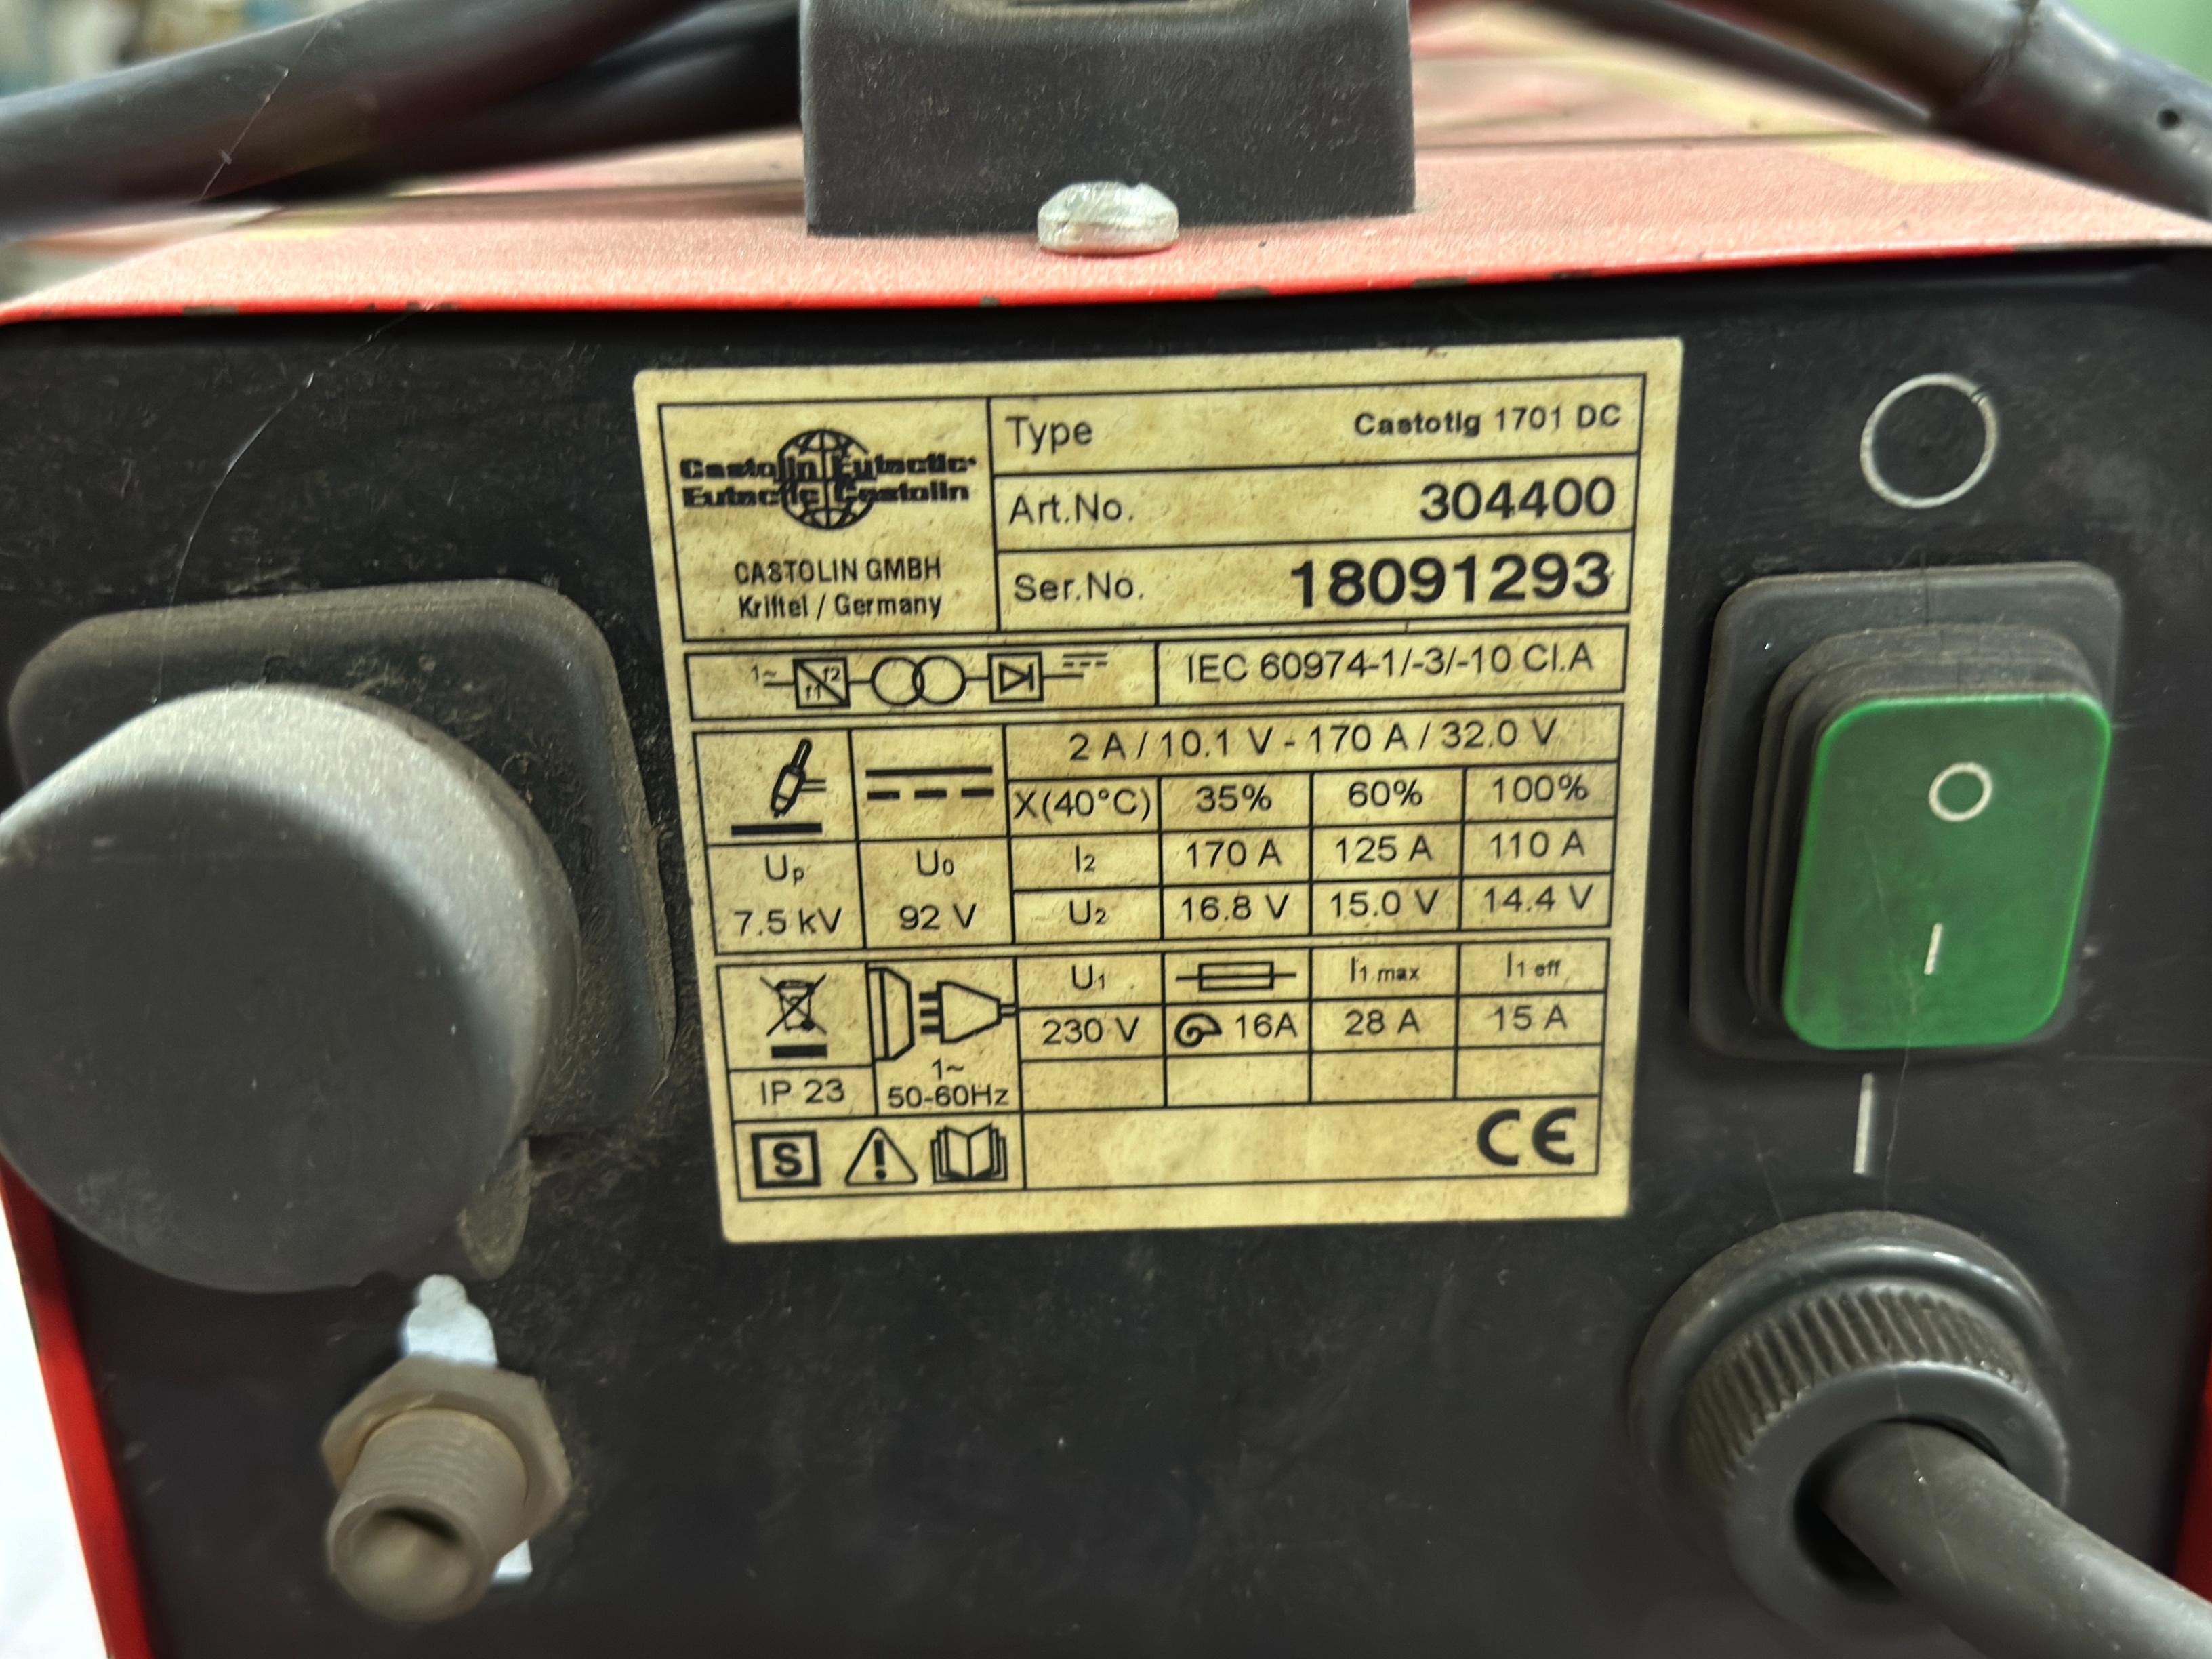 Castolin Eutectic
Eutectic Castolin
CASTOLIN GMBH
Kriftel / Germany
Type Castotig 1701 DC
Art.No. 304400
Ser.No. 18091293
1~ f1 f2
IEC 60974-1/-3/-10 Cl.A
2 A / 10.1 V - 170 A / 32.0 V
X(40°C) 35% 60% 100%
Up U0 I2 170 A 125 A 110 A
7.5 kV 92 V U2 16.8 V 15.0 V 14.4 V
U1 I1 max I1 eff
230 V 16A 28 A 15 A
IP 23 1~ 50-60Hz
S CE
O
I